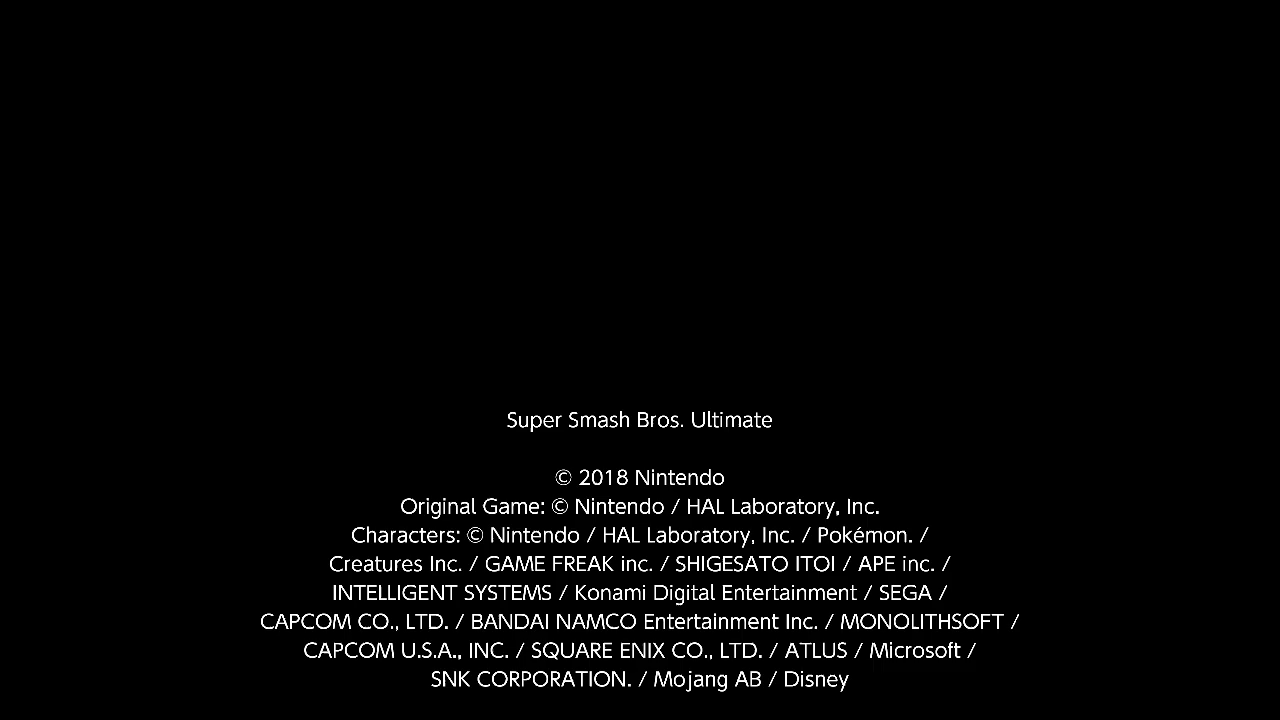 Super Smash Bros. Ultimate
© 2018 Nintendo
Original Game: © Nintendo / HAL Laboratory, Inc.
Characters: © Nintendo / HAL Laboratory, Inc. / Pokémon. /
Creatures Inc. / GAME FREAK inc. / SHIGESATO ITOI / APE inc. /
INTELLIGENT SYSTEMS / Konami Digital Entertainment / SEGA /
CAPCOM CO., LTD. / BANDAI NAMCO Entertainment Inc. / MONOLITHSOFT /
CAPCOM U.S.A., INC. / SQUARE ENIX CO., LTD. / ATLUS / Microsoft /
SNK CORPORATION. / Mojang AB / Disney